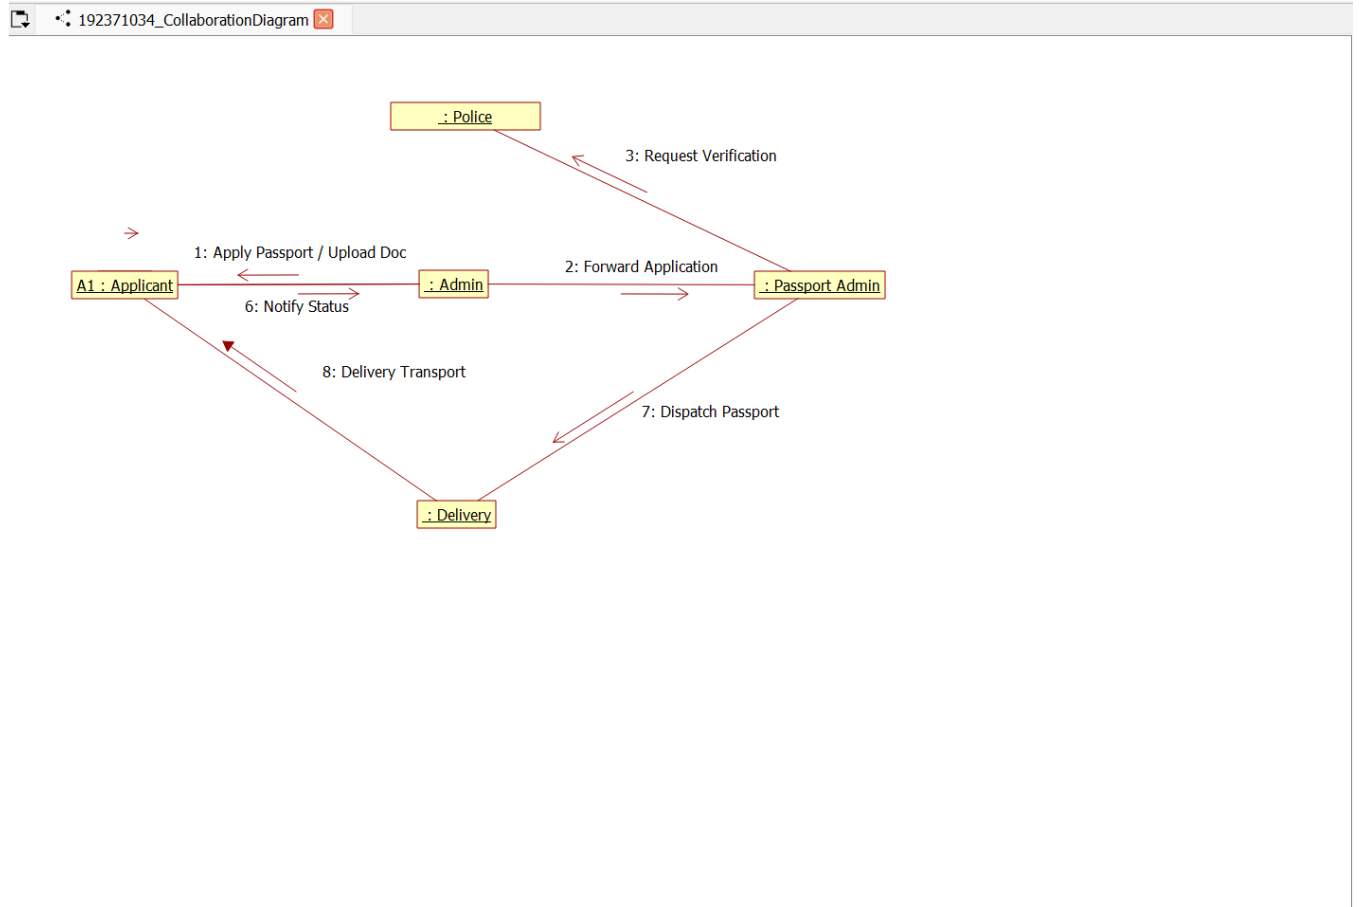 192371034_CollaborationDiagram
: Police
3: Request Verification
1: Apply Passport / Upload Doc
2: Forward Application
A1 : Applicant
: Admin
: Passport Admin
6: Notify Status
8: Delivery Transport
7: Dispatch Passport
: Delivery